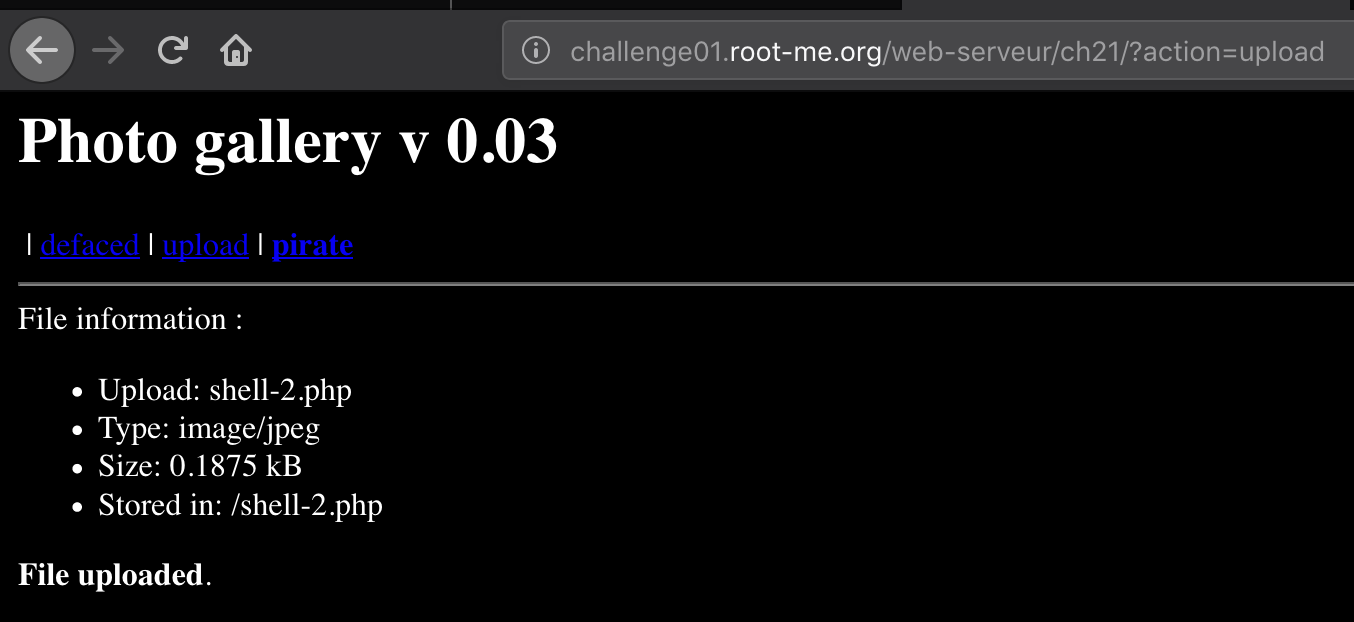 challenge01.root-me.org/web-serveur/ch21/?action=upload
Photo gallery v 0.03
| defaced | upload | pirate
File information :
• Upload: shell-2.php
• Type: image/jpeg
• Size: 0.1875 kB
• Stored in: /shell-2.php
File uploaded.